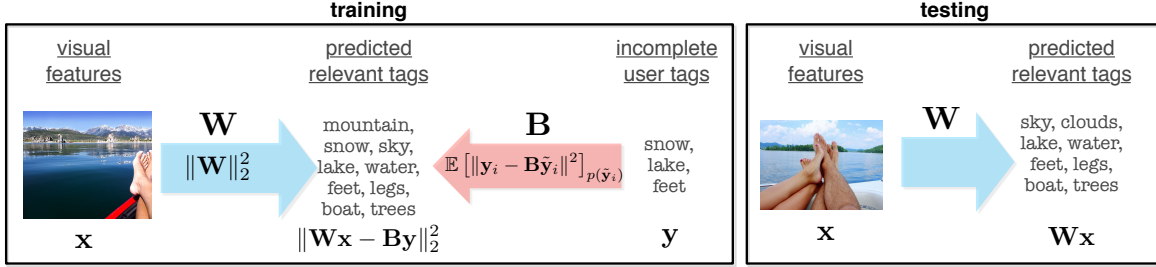 training
visual
features
W
‖W‖₂²
x
predicted
relevant tags
mountain,
snow, sky,
lake, water,
feet, legs,
boat, trees
‖Wx − By‖₂²
B
𝔼 [‖yᵢ − Bỹᵢ‖²]ₚ₍ỹᵢ₎
incomplete
user tags
snow,
lake,
feet
y
testing
visual
features
x
W
predicted
relevant tags
sky, clouds,
lake, water,
feet, legs,
boat, trees
Wx